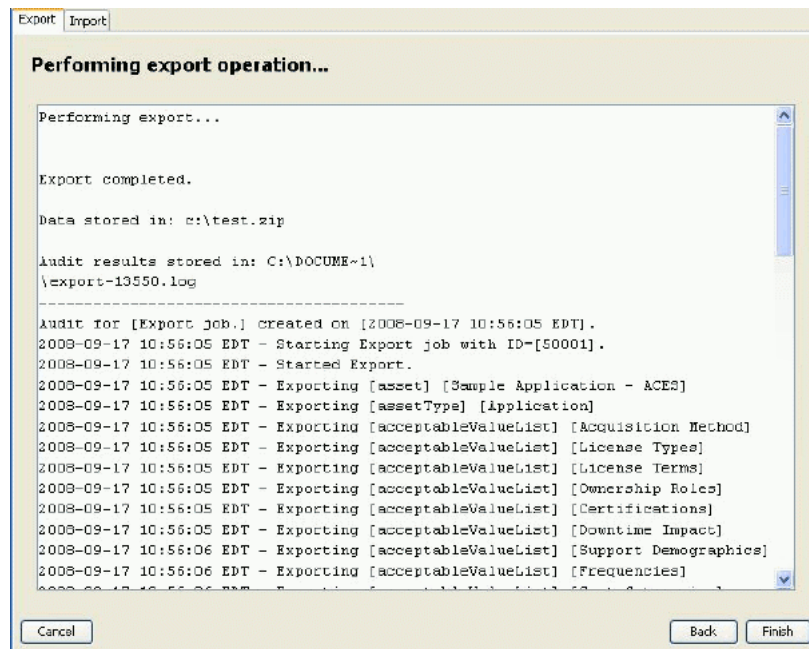 Export Import
Performing export operation...
Performing export...
Export completed.
Data stored in: c:\test.zip
Audit results stored in: C:\DOCUME~1\
\export-13550.log
----------------------------------------
Audit for [Export job.] created on [2008-09-17 10:56:05 EDT].
2008-09-17 10:56:05 EDT - Starting Export job with ID=[50001].
2008-09-17 10:56:05 EDT - Started Export.
2008-09-17 10:56:05 EDT - Exporting [asset] [Sample Application - ACES]
2008-09-17 10:56:05 EDT - Exporting [assetType] [Application]
2008-09-17 10:56:05 EDT - Exporting [acceptableValueList] [Acquisition Method]
2008-09-17 10:56:05 EDT - Exporting [acceptableValueList] [License Types]
2008-09-17 10:56:05 EDT - Exporting [acceptableValueList] [License Terms]
2008-09-17 10:56:05 EDT - Exporting [acceptableValueList] [Ownership Roles]
2008-09-17 10:56:05 EDT - Exporting [acceptableValueList] [Certifications]
2008-09-17 10:56:05 EDT - Exporting [acceptableValueList] [Downtime Impact]
2008-09-17 10:56:06 EDT - Exporting [acceptableValueList] [Support Demographics]
2008-09-17 10:56:06 EDT - Exporting [acceptableValueList] [Frequencies]
Cancel Back Finish